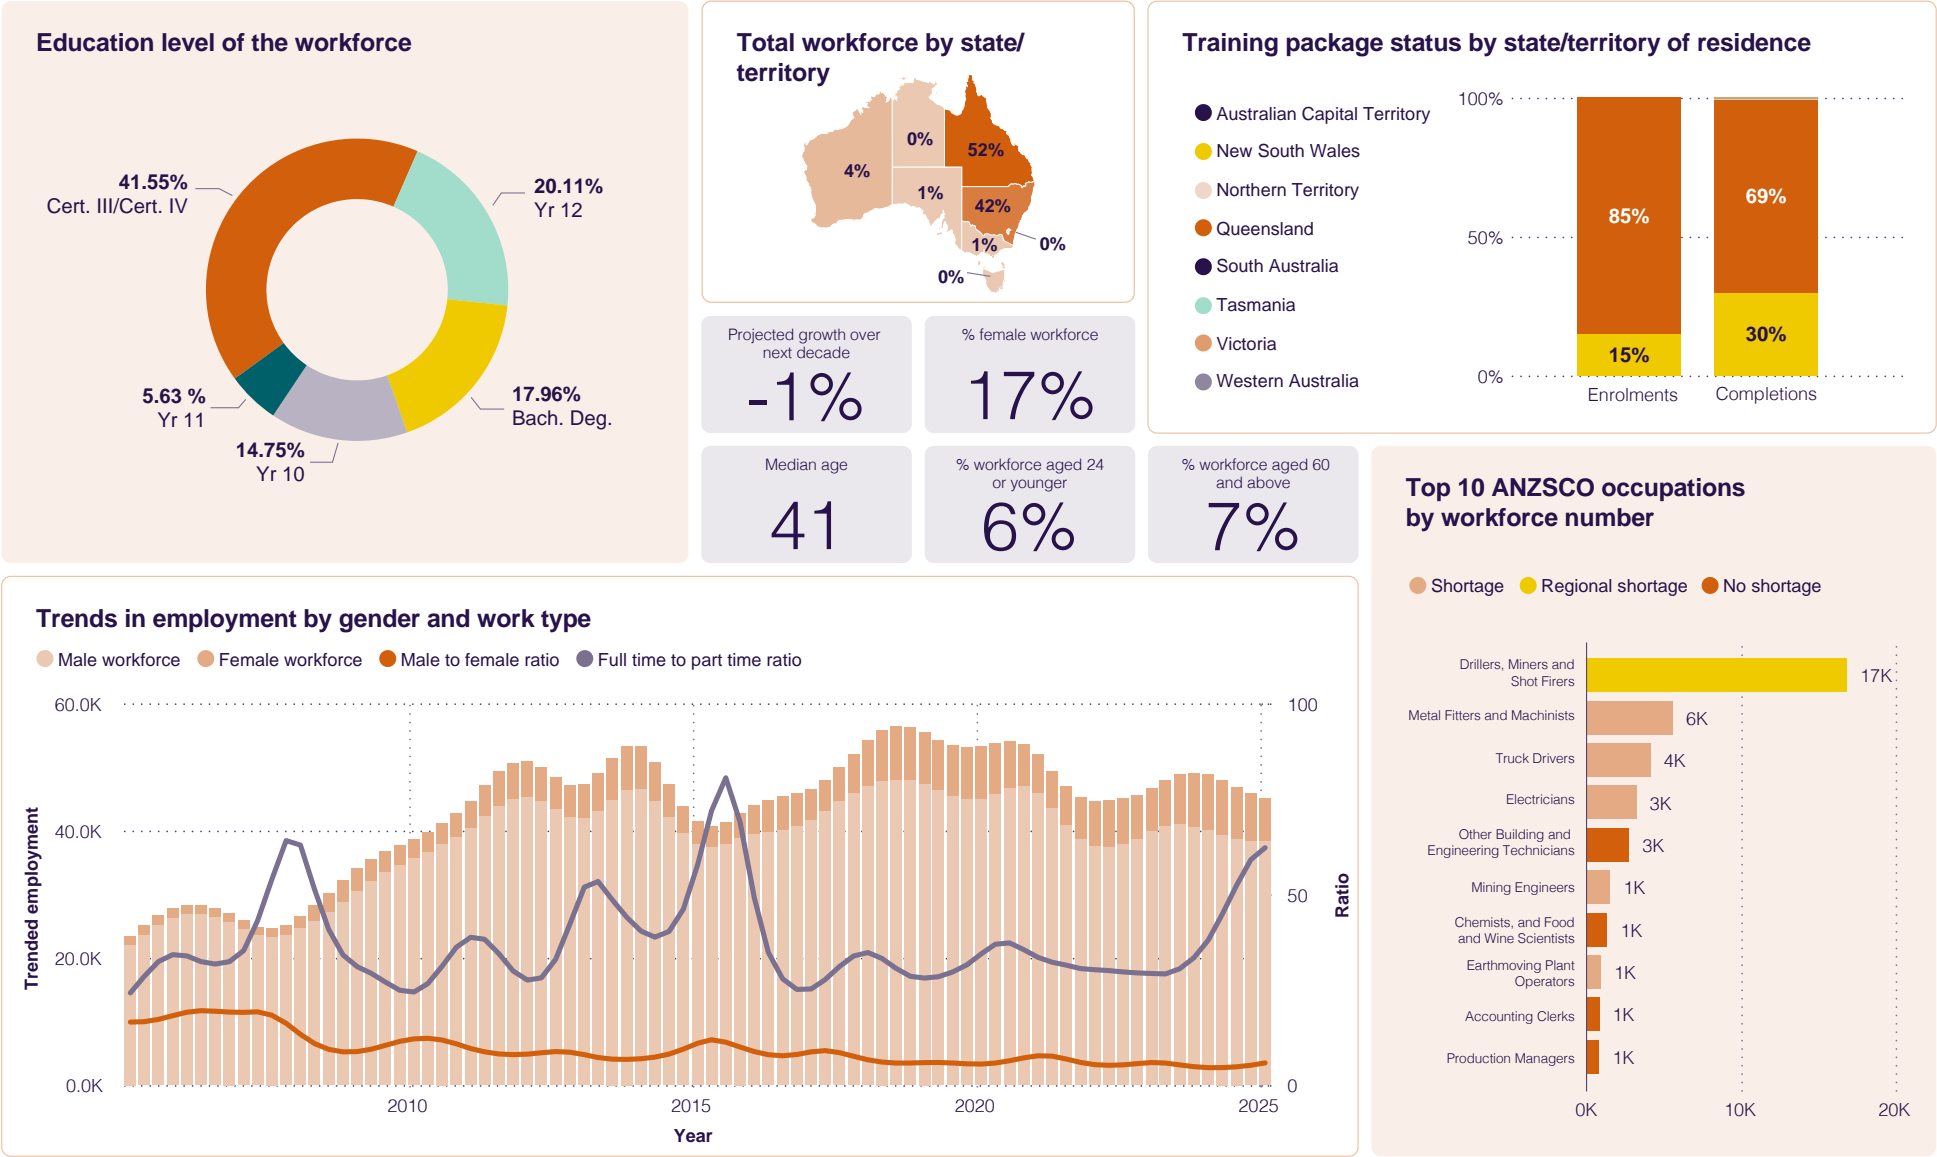 Education level of the workforce
41.55%
Cert. III/Cert. IV
20.11%
Yr 12
5.63 %
Yr 11
17.96%
Bach. Deg.
14.75%
Yr 10
Total workforce by state/
territory
0%
52%
4%
1%
42%
1%
0%
0%
Projected growth over
next decade
-1%
% female workforce
17%
Median age
41
% workforce aged 24
or younger
6%
% workforce aged 60
and above
7%
Training package status by state/territory of residence
Australian Capital Territory
New South Wales
Northern Territory
Queensland
South Australia
Tasmania
Victoria
Western Australia
100%
50%
0%
85%
15%
69%
30%
Enrolments
Completions
Trends in employment by gender and work type
Male workforce
Female workforce
Male to female ratio
Full time to part time ratio
60.0K
40.0K
20.0K
0.0K
Trended employment
100
50
0
Ratio
2010
2015
2020
2025
Year
Top 10 ANZSCO occupations
by workforce number
Shortage
Regional shortage
No shortage
Drillers, Miners and
Shot Firers
17K
Metal Fitters and Machinists
6K
Truck Drivers
4K
Electricians
3K
Other Building and
Engineering Technicians
3K
Mining Engineers
1K
Chemists, and Food
and Wine Scientists
1K
Earthmoving Plant
Operators
1K
Accounting Clerks
1K
Production Managers
1K
0K
10K
20K